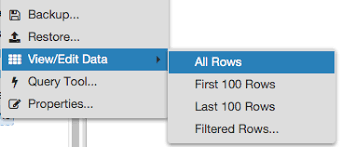 Backup...
Restore...
View/Edit Data
Query Tool...
Properties...
All Rows
First 100 Rows
Last 100 Rows
Filtered Rows...